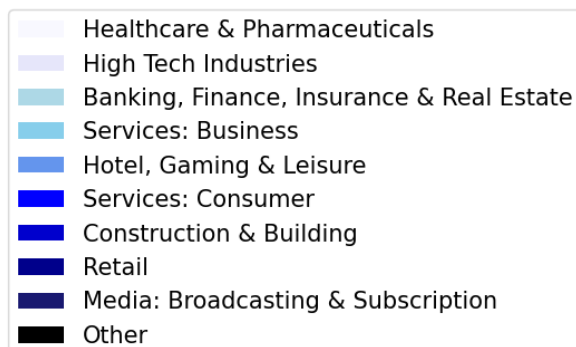 Healthcare & Pharmaceuticals
High Tech Industries
Banking, Finance, Insurance & Real Estate
Services: Business
Hotel, Gaming & Leisure
Services: Consumer
Construction & Building
Retail
Media: Broadcasting & Subscription
Other